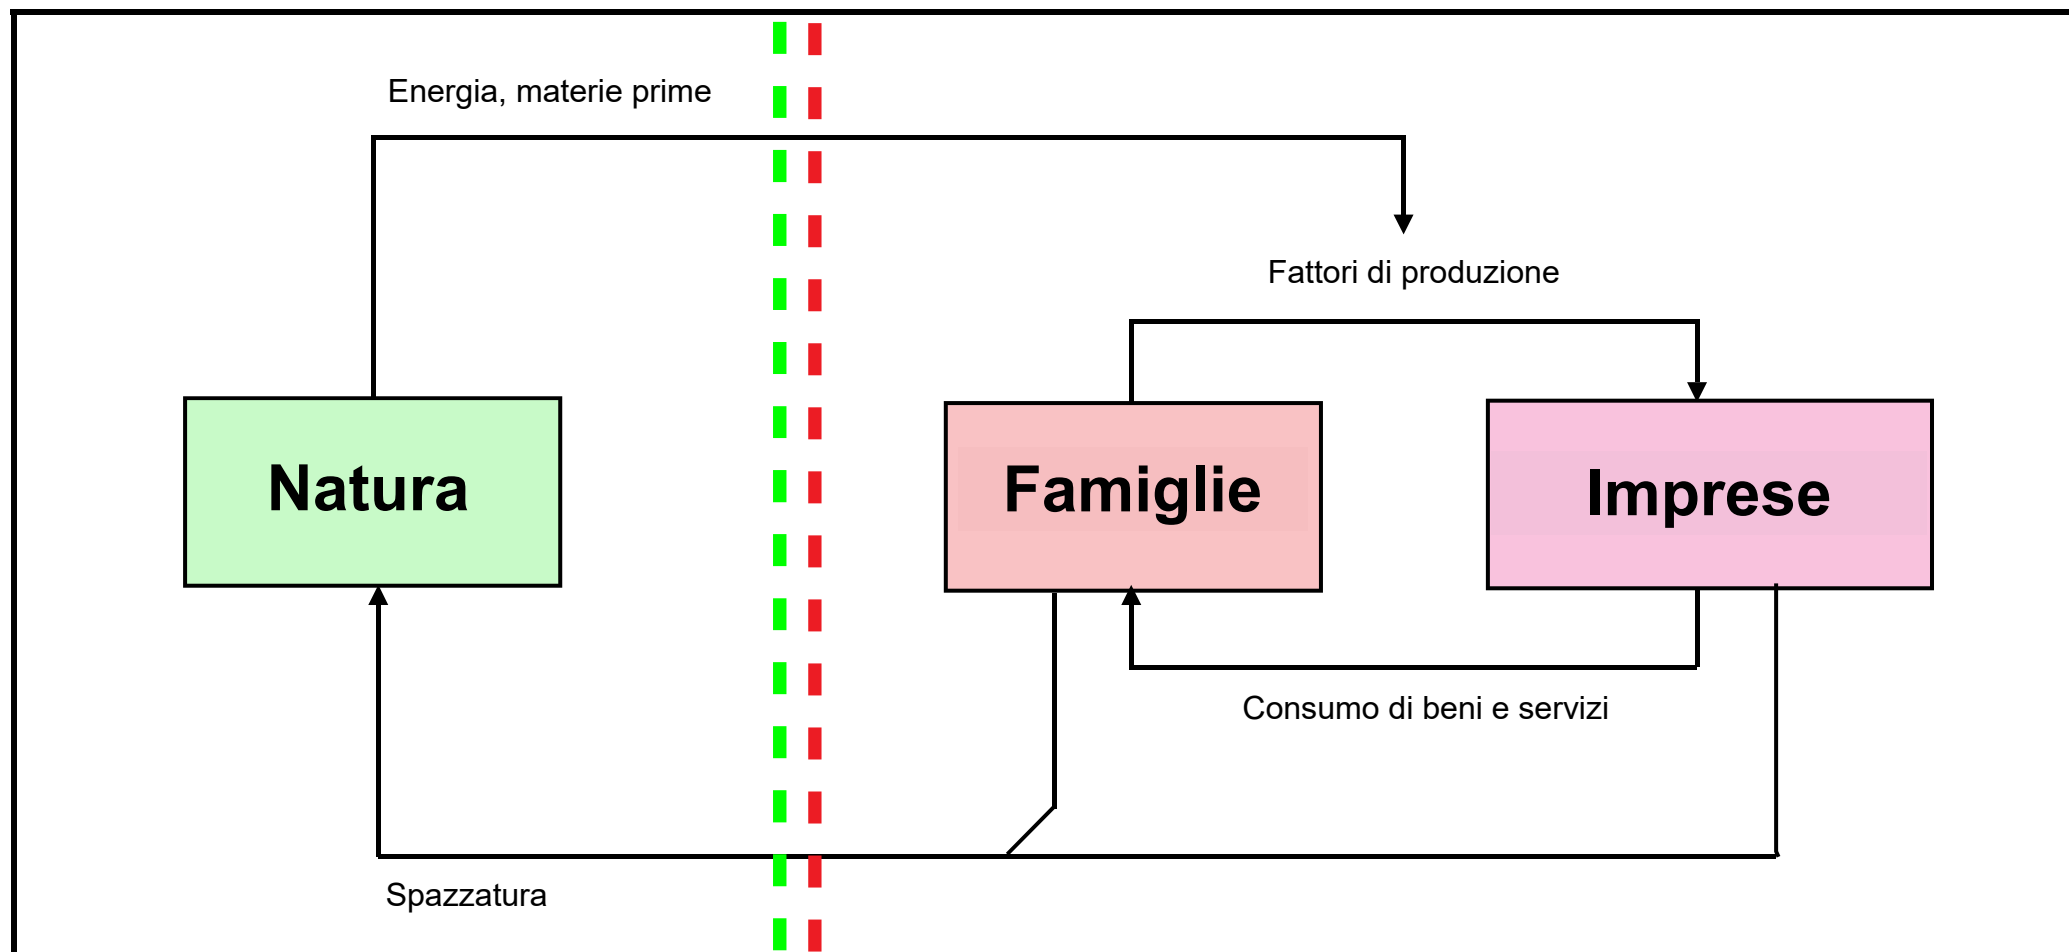 Energia, materie prime
Fattori di produzione
Natura
Famiglie
Imprese
Consumo di beni e servizi
Spazzatura